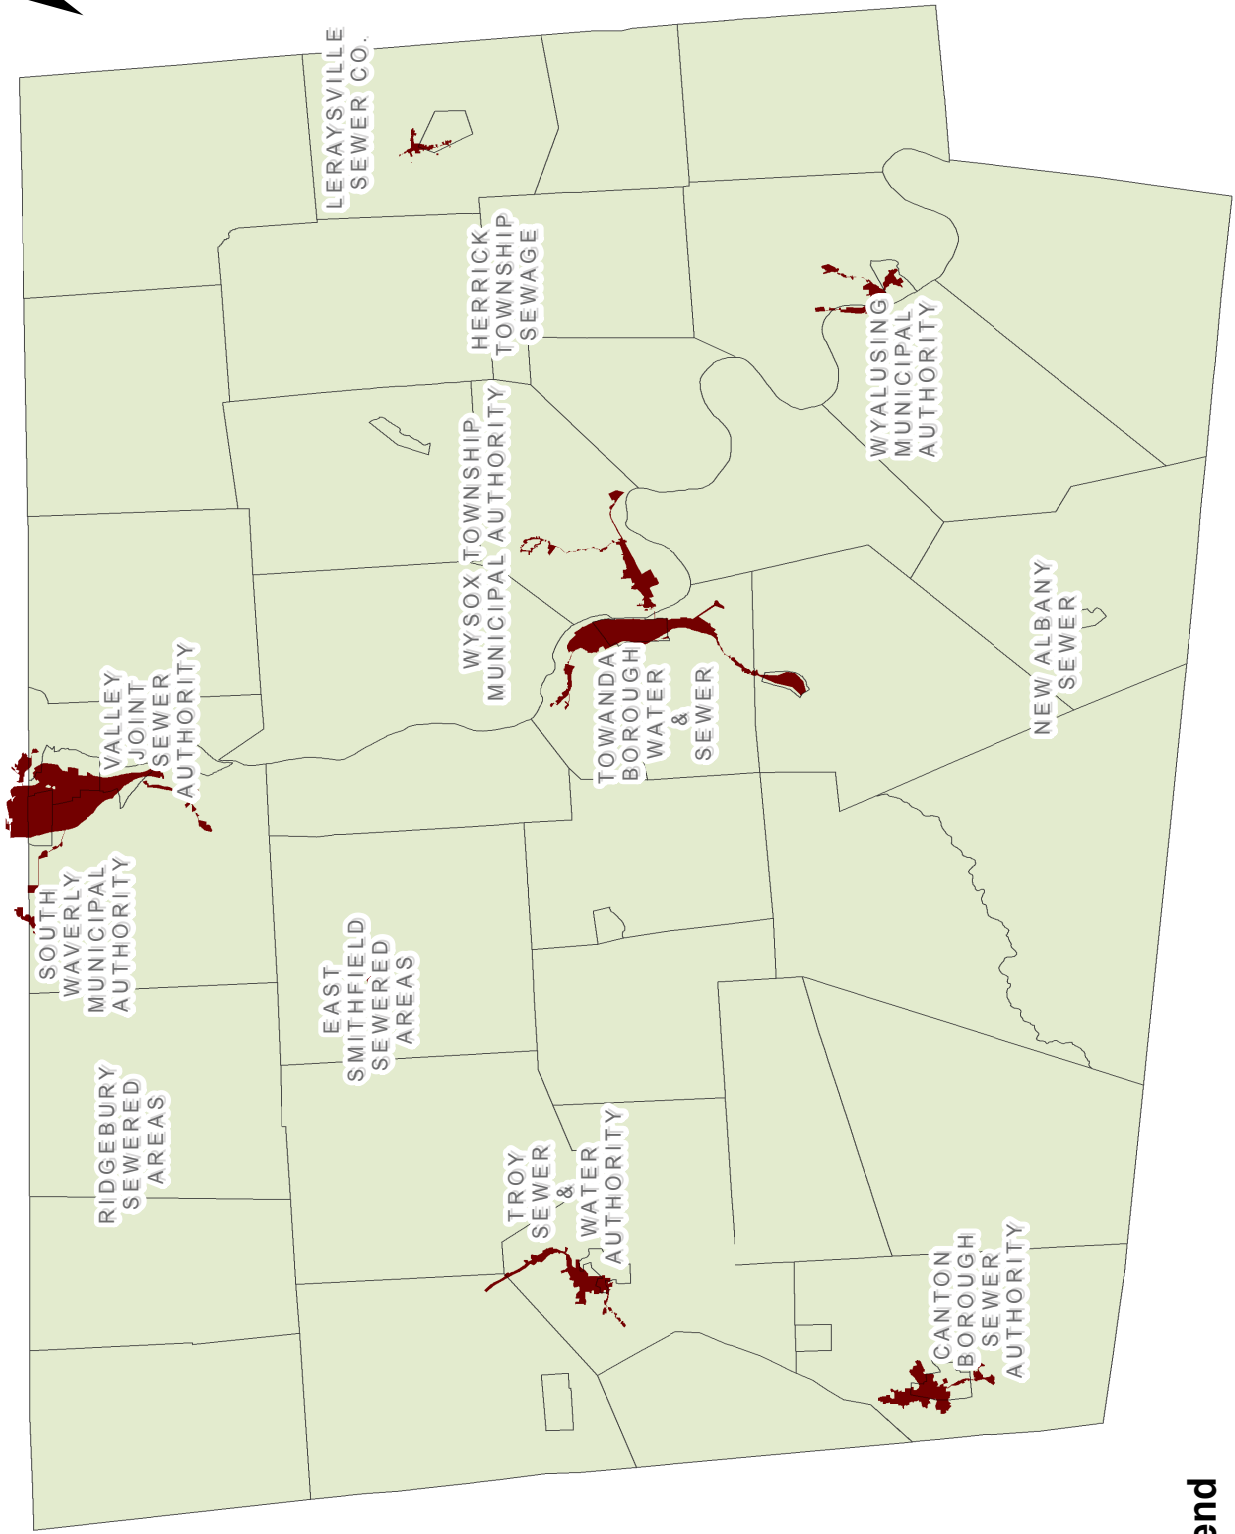 RIDGEBURY
SEWERED
AREAS
SOUTH
WAVERLY
MUNICIPAL
AUTHORITY
VALLEY
JOINT
SEWER
AUTHORITY
EAST
SMITHFIELD
SEWERED
AREAS
LERAYSVILLE
SEWER CO.
TROY
SEWER
&
WATER
AUTHORITY
WYSOX TOWNSHIP
MUNICIPAL AUTHORITY
HERRICK
TOWNSHIP
SEWAGE
TOWANDA
BOROUGH
WATER
&
SEWER
WYALUSING
MUNICIPAL
AUTHORITY
CANTON
BOROUGH
SEWER
AUTHORITY
NEW ALBANY
SEWER
end